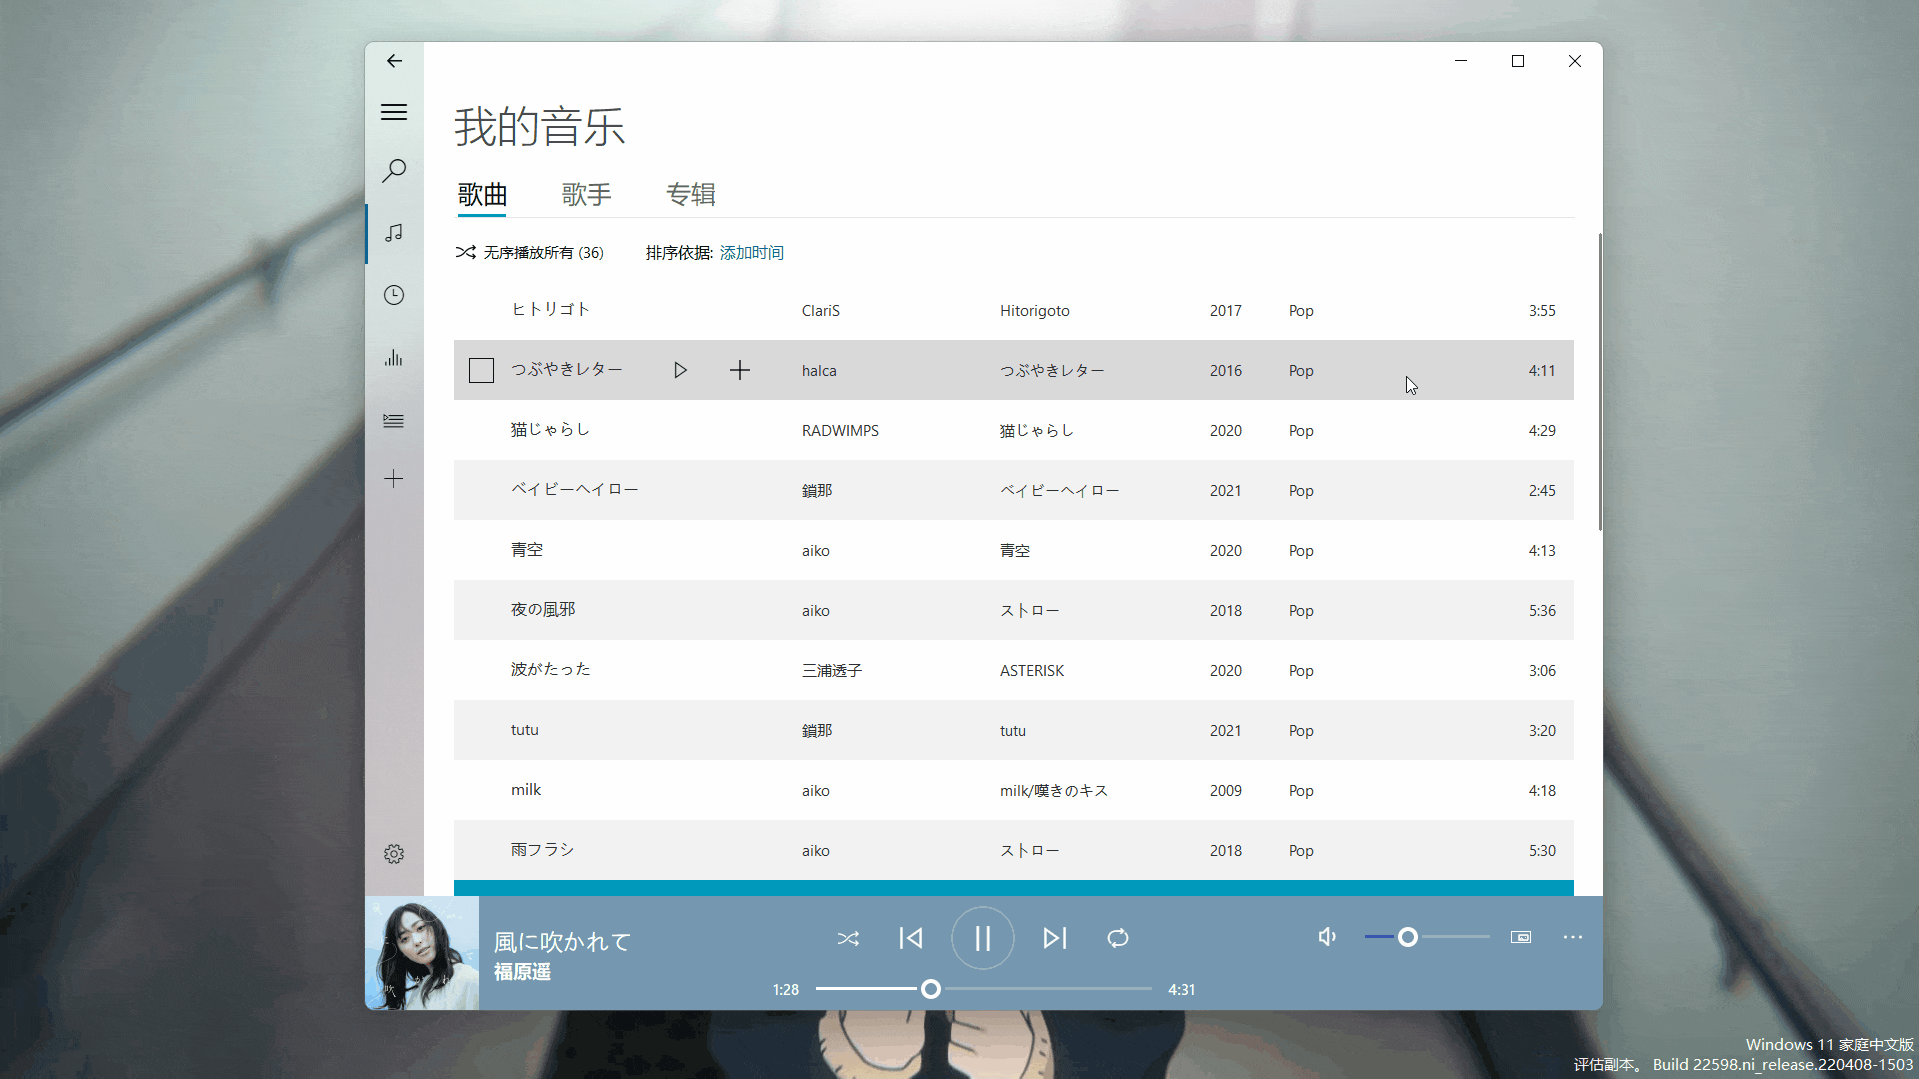 我的音乐
歌曲 歌手 专辑
无序播放所有 (36) 排序依据: 添加时间
ヒトリゴト ClariS Hitorigoto 2017 Pop 3:55
つぶやきレター halca つぶやきレター 2016 Pop 4:11
猫じゃらし RADWIMPS 猫じゃらし 2020 Pop 4:29
ベイビーヘイロー 鎖那 ベイビーヘイロー 2021 Pop 2:45
青空 aiko 青空 2020 Pop 4:13
夜の風邪 aiko ストロー 2018 Pop 5:36
波がたった 三浦透子 ASTERISK 2020 Pop 3:06
tutu 鎖那 tutu 2021 Pop 3:20
milk aiko milk/嘆きのキス 2009 Pop 4:18
雨フラシ aiko ストロー 2018 Pop 5:30
風に吹かれて
福原遥
1:28 4:31
Windows 11 家庭中文版
评估副本。 Build 22598.ni_release.220408-1503